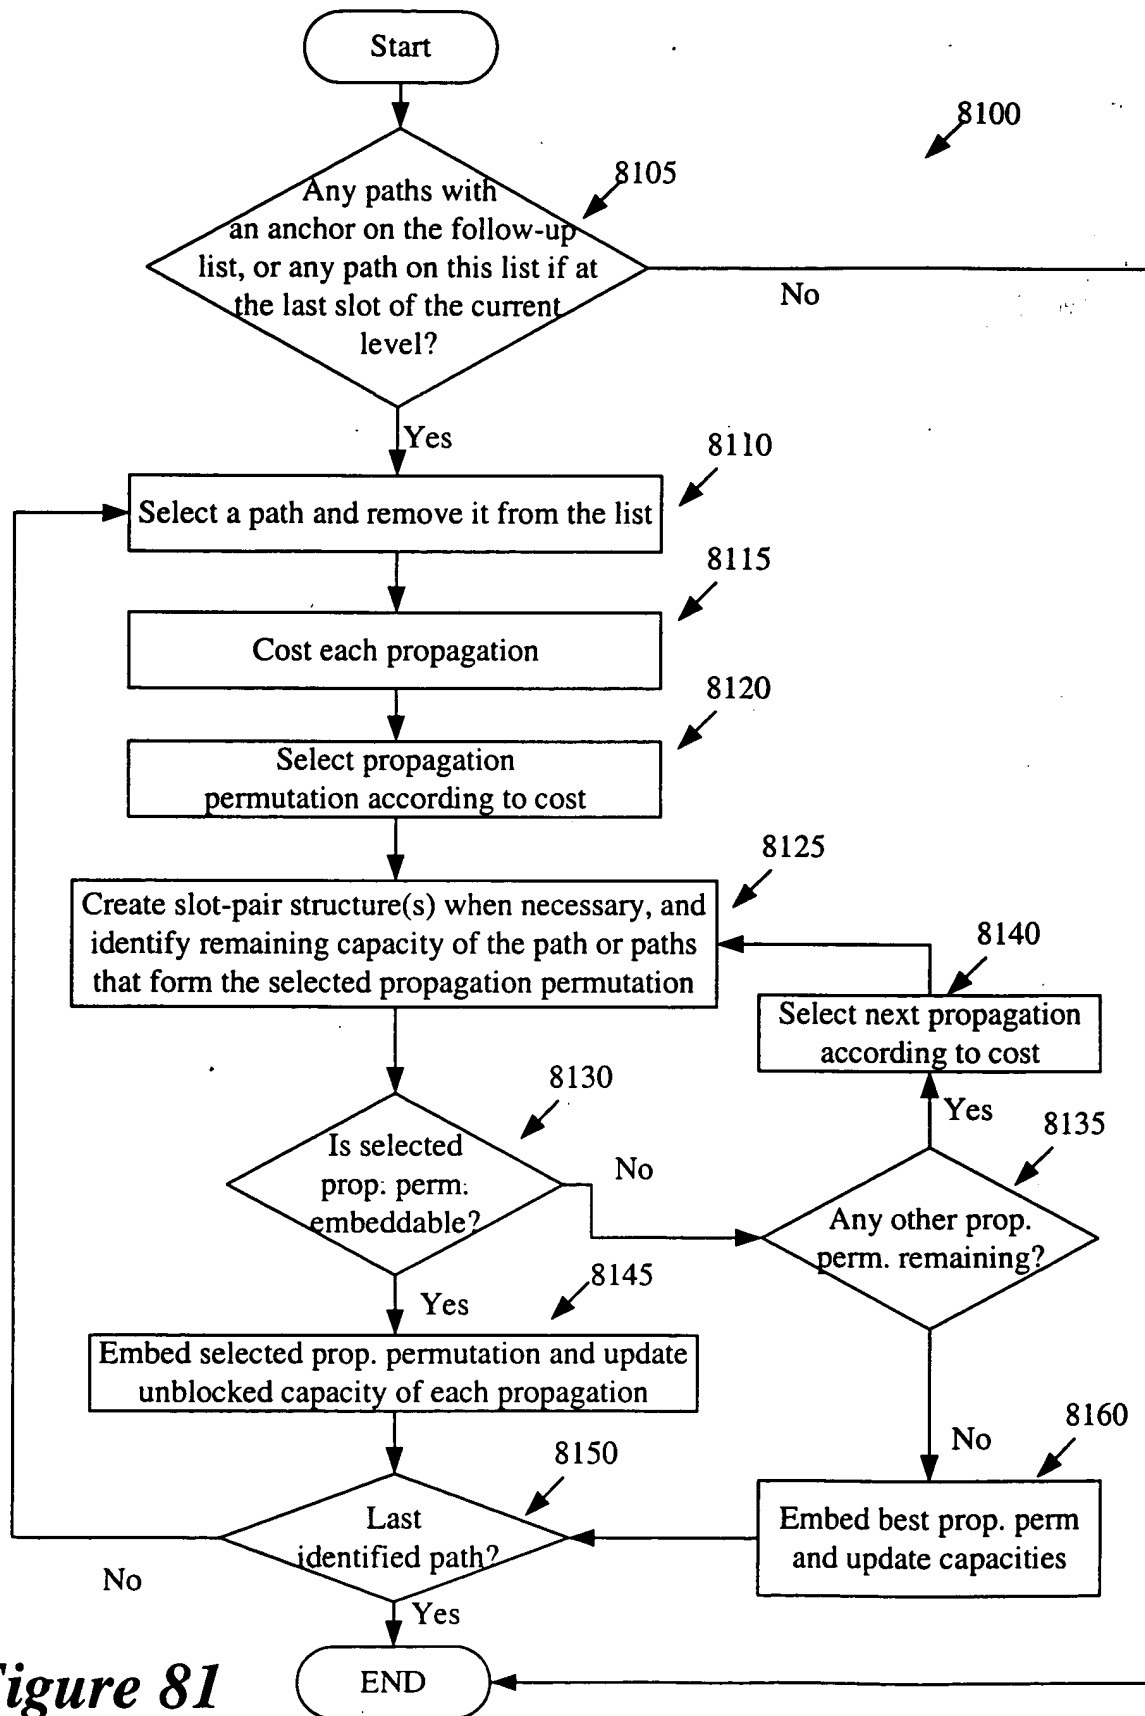 Start
8100
8105
Any paths with
an anchor on the follow-up
list, or any path on this list if at
the last slot of the current
level?
No
Yes
8110
Select a path and remove it from the list
8115
Cost each propagation
8120
Select propagation
permutation according to cost
8125
Create slot-pair structure(s) when necessary, and
identify remaining capacity of the path or paths
that form the selected propagation permutation
8140
Select next propagation
according to cost
8130
Is selected
prop. perm.
embeddable?
No
Yes
8135
Any other prop.
perm. remaining?
8145
Yes
Embed selected prop. permutation and update
unblocked capacity of each propagation
No
8160
Embed best prop. perm
and update capacities
8150
Last
identified path?
No
Yes
END
Figure 81